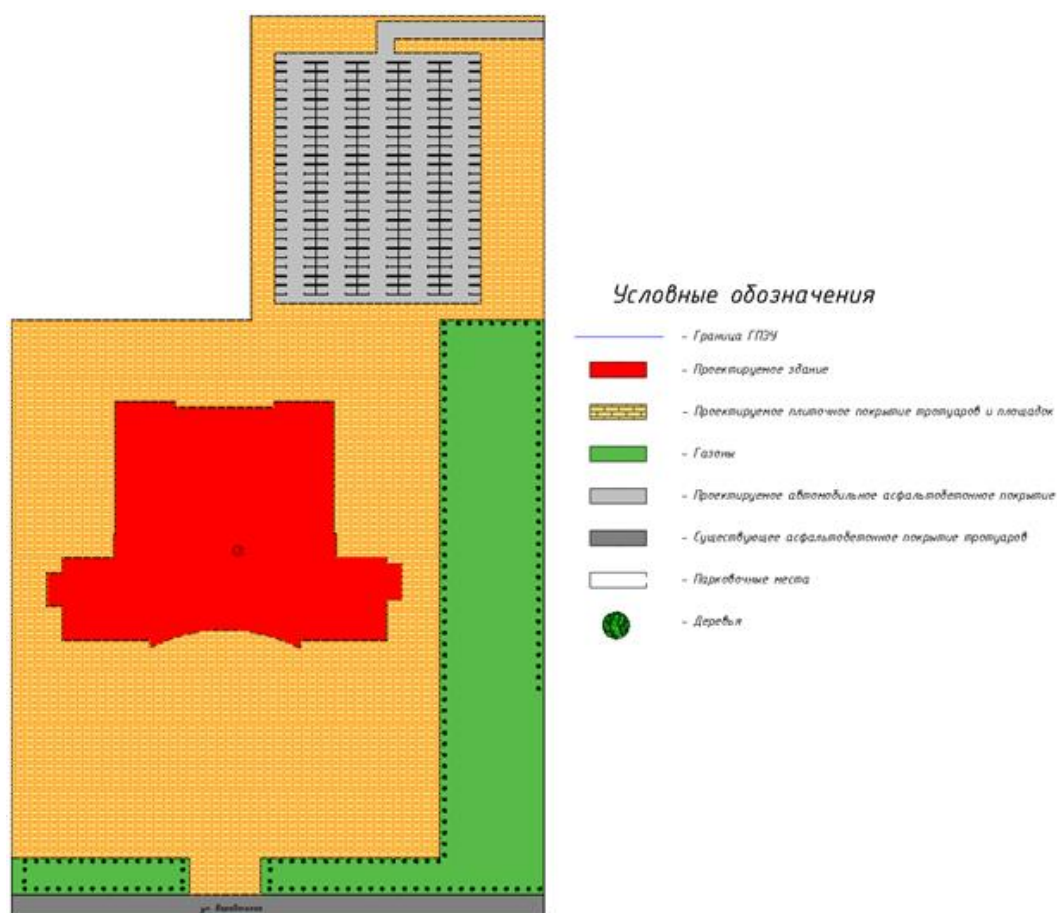 Условные обозначения
- Граница ГПЗУ
- Проектируемое здание
- Проектируемое плиточное покрытие тротуаров и площадок
- Газоны
- Проектируемое автомобильное асфальтобетонное покрытие
- Существующее асфальтобетонное покрытие тротуаров
- Парковочные места
- Деревья
ул.